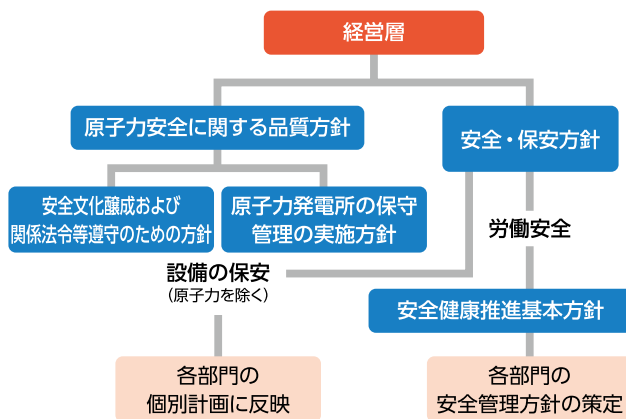 経営層
原子力安全に関する品質方針
安全・保安方針
安全文化醸成および
関係法令等遵守のための方針
原子力発電所の保守
管理の実施方針
労働安全
設備の保安
(原子力を除く)
安全健康推進基本方針
各部門の
個別計画に反映
各部門の
安全管理方針の策定